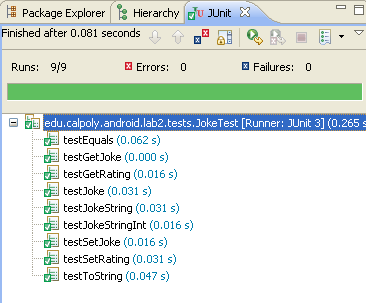 Package Explorer Hierarchy JUnit
Finished after 0.081 seconds
Runs: 9/9 Errors: 0 Failures: 0
edu.calpoly.android.lab2.tests.JokeTest [Runner: JUnit 3] (0.265 s
testEquals (0.062 s)
testGetJoke (0.000 s)
testGetRating (0.016 s)
testJoke (0.031 s)
testJokeString (0.031 s)
testJokeStringInt (0.016 s)
testSetJoke (0.016 s)
testSetRating (0.031 s)
testToString (0.047 s)